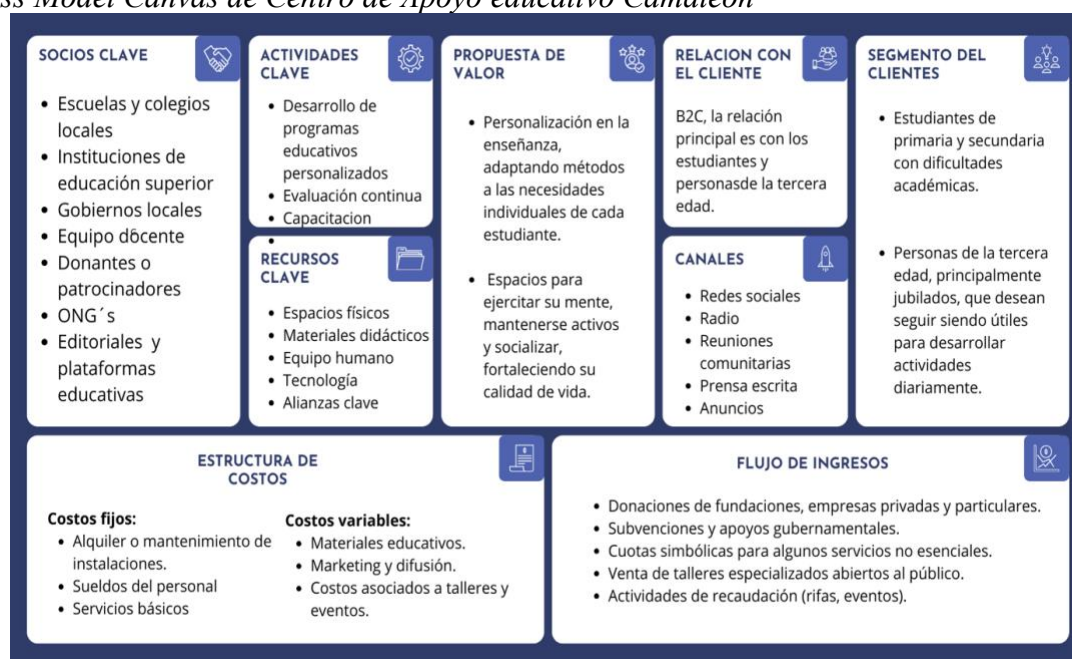 ss Model Canvas de Centro de Apoyo educativo Camaleón
SOCIOS CLAVE
• Escuelas y colegios
locales
• Instituciones de
educación superior
• Gobiernos locales
• Equipo docente
• Donantes o
patrocinadores
• ONG´s
• Editoriales y
plataformas
educativas
ACTIVIDADES
CLAVE
• Desarrollo de
programas
educativos
personalizados
• Evaluación continua
• Capacitacion
•
RECURSOS
CLAVE
• Espacios físicos
• Materiales didácticos
• Equipo humano
• Tecnología
• Alianzas clave
PROPUESTA DE
VALOR
• Personalización en la
enseñanza,
adaptando métodos
a las necesidades
individuales de cada
estudiante.
• Espacios para
ejercitar su mente,
mantenerse activos
y socializar,
fortaleciendo su
calidad de vida.
RELACION CON
EL CLIENTE
B2C, la relación
principal es con los
estudiantes y
personasde la tercera
edad.
CANALES
• Redes sociales
• Radio
• Reuniones
comunitarias
• Prensa escrita
• Anuncios
SEGMENTO DEL
CLIENTES
• Estudiantes de
primaria y secundaria
con dificultades
académicas.
• Personas de la tercera
edad, principalmente
jubilados, que desean
seguir siendo útiles
para desarrollar
actividades
diariamente.
ESTRUCTURA DE
COSTOS
Costos fijos:
• Alquiler o mantenimiento de
instalaciones.
• Sueldos del personal
• Servicios básicos
Costos variables:
• Materiales educativos.
• Marketing y difusión.
• Costos asociados a talleres y
eventos.
FLUJO DE INGRESOS
• Donaciones de fundaciones, empresas privadas y particulares.
• Subvenciones y apoyos gubernamentales.
• Cuotas simbólicas para algunos servicios no esenciales.
• Venta de talleres especializados abiertos al público.
• Actividades de recaudación (rifas, eventos).